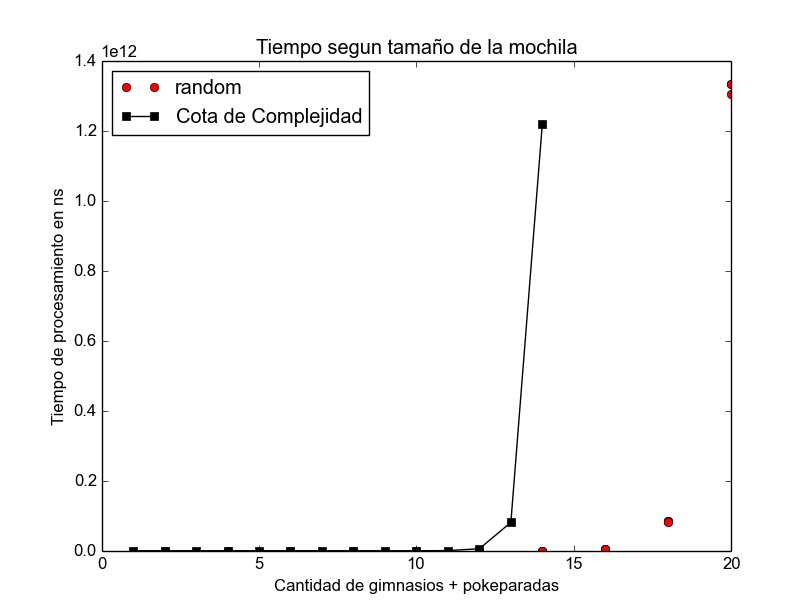 Tiempo segun tamaño de la mochila
1e12
1.4
1.2
1.0
0.8
0.6
0.4
0.2
0.0
random
Cota de Complejidad
Tiempo de procesamiento en ns
0 5 10 15 20
Cantidad de gimnasios + pokeparadas